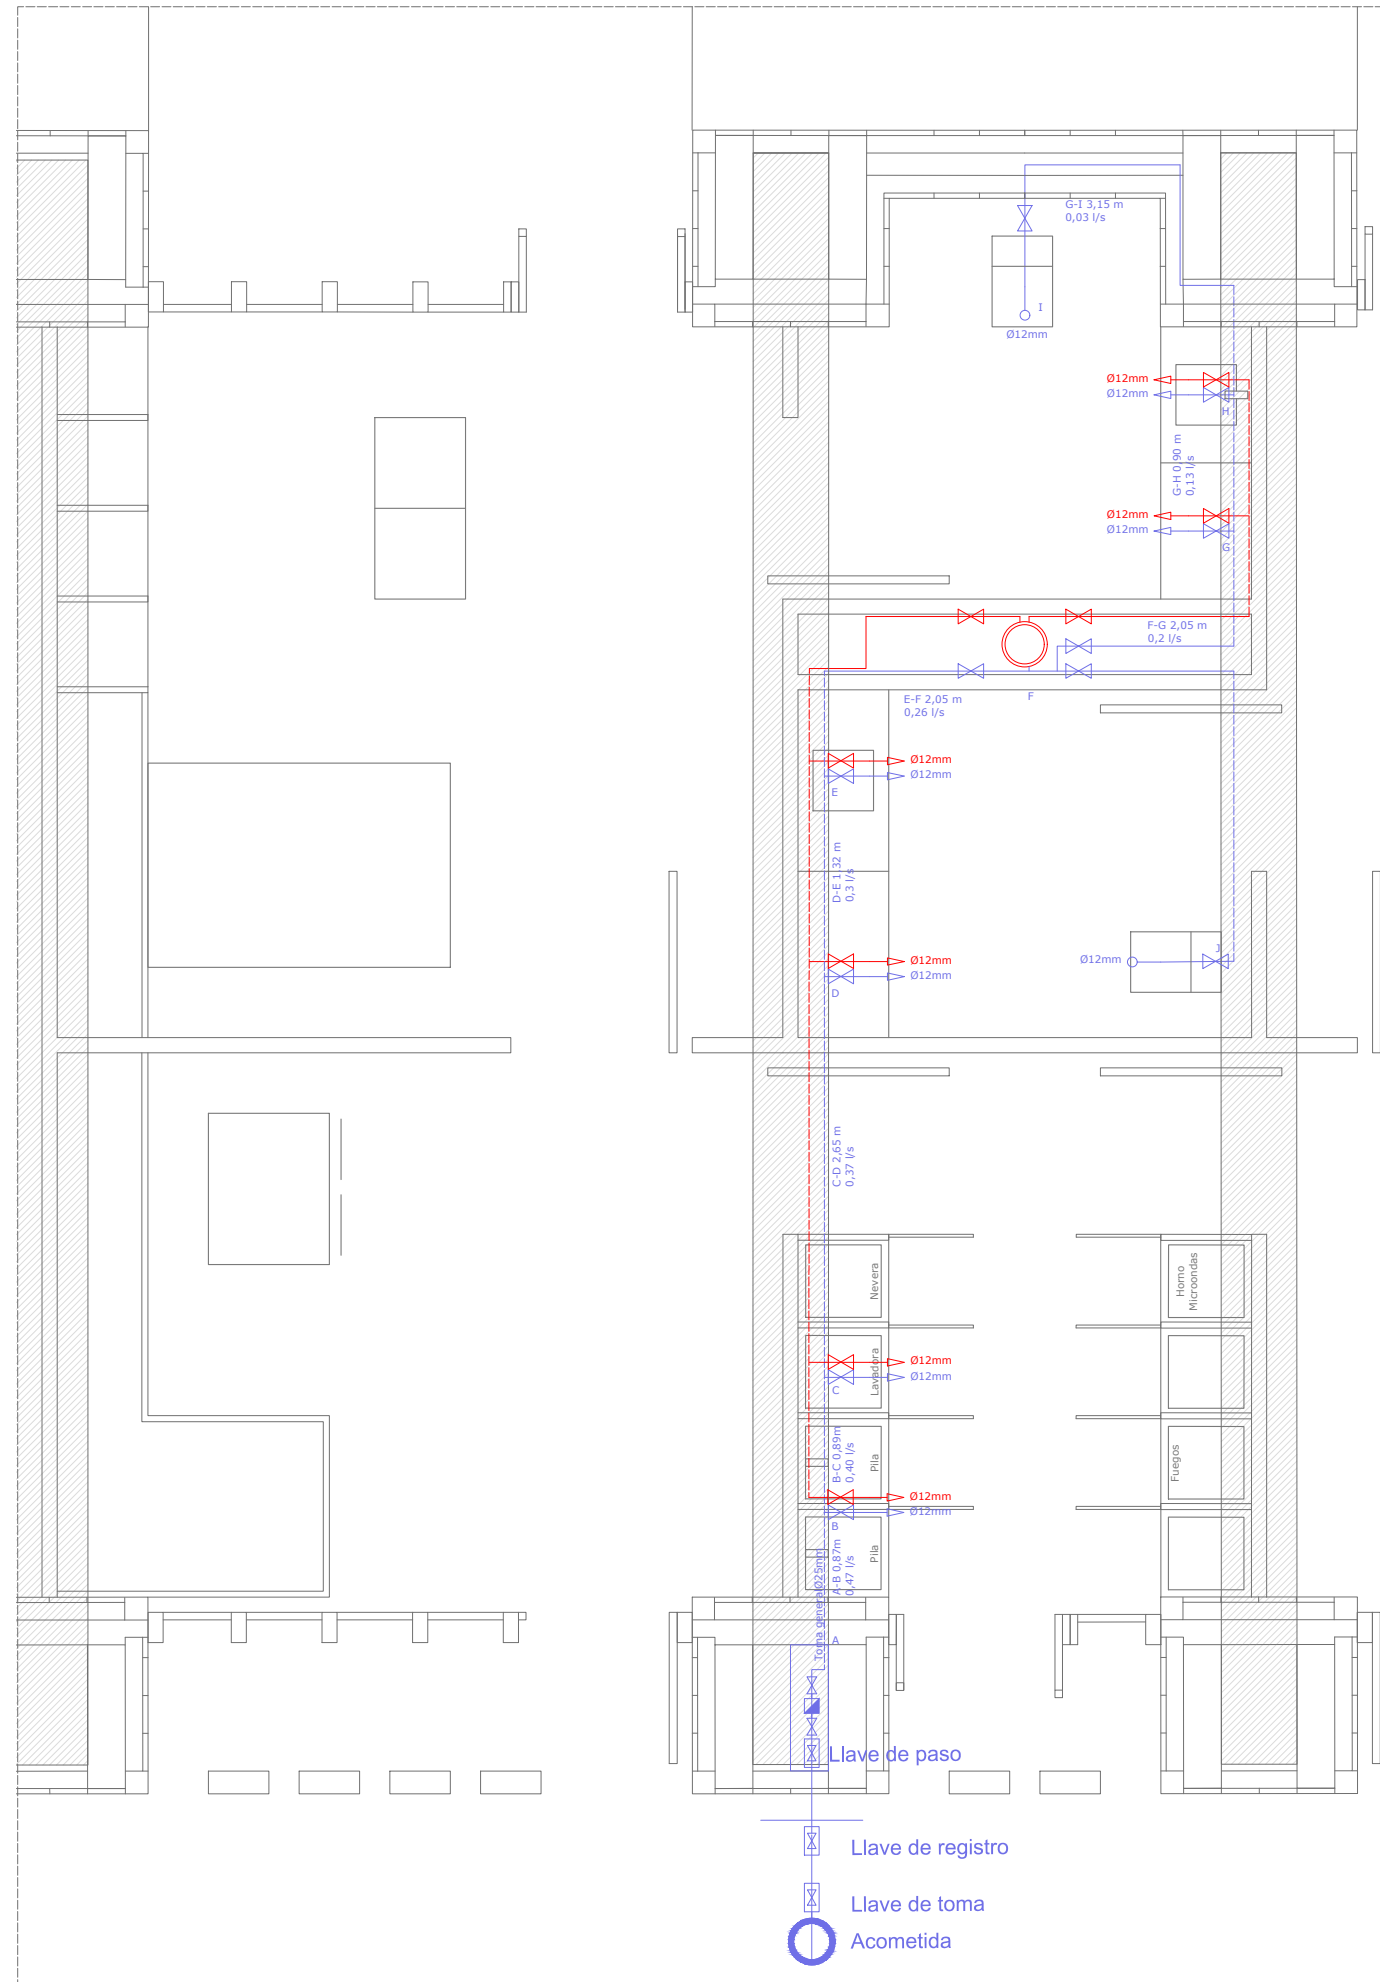 G-I 3,15 m
0,03 l/s
I
Ø12mm
Ø12mm
Ø12mm
H
G-H 0,90 m
0,13 l/s
Ø12mm
Ø12mm
G
F-G 2,05 m
0,2 l/s
E-F 2,05 m
0,26 l/s
F
Ø12mm
Ø12mm
E
D-E 1,32 m
0,3 l/s
Ø12mm
Ø12mm
D
J
Ø12mm
C-D 2,65 m
0,37 l/s
Nevera
Horno
Microondas
Lavadora
Ø12mm
Ø12mm
C
B-C 0,89m
0,40 l/s
Pila
Fuegos
Ø12mm
Ø12mm
B
A-B 0,87m
0,47 l/s
Pila
Toma general Ø25mm
A
Llave de paso
Llave de registro
Llave de toma
Acometida